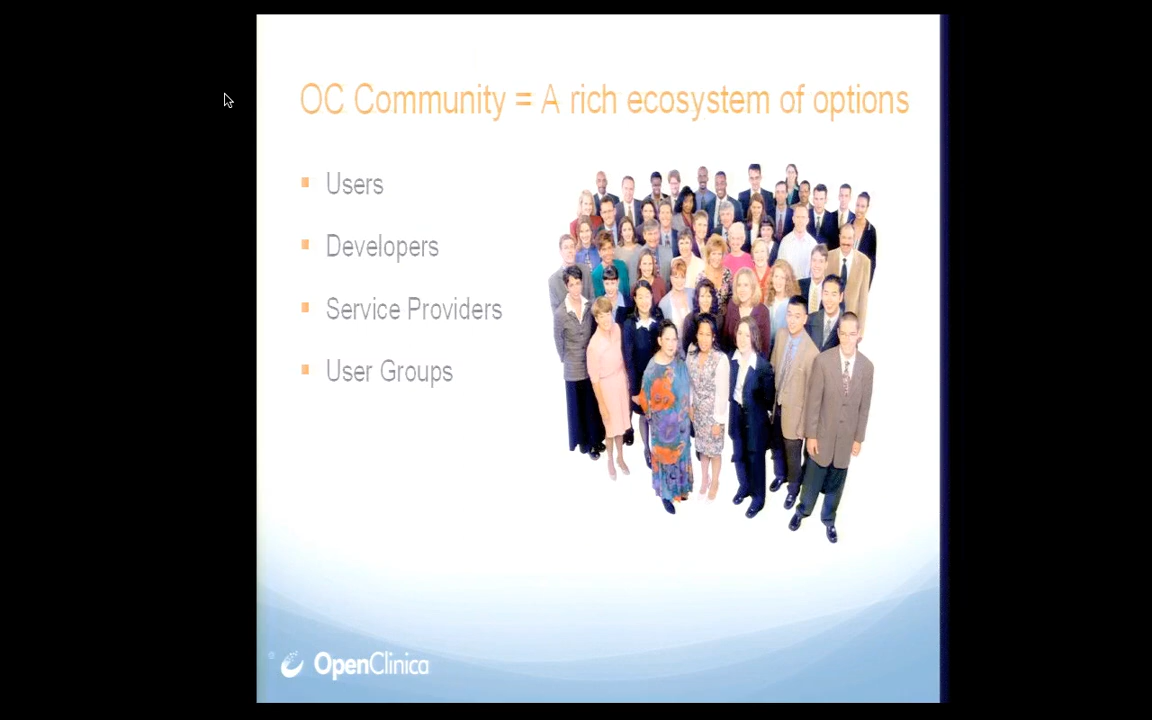 OC Community = A rich ecosystem of options
Users
Developers
Service Providers
User Groups
OpenClinica